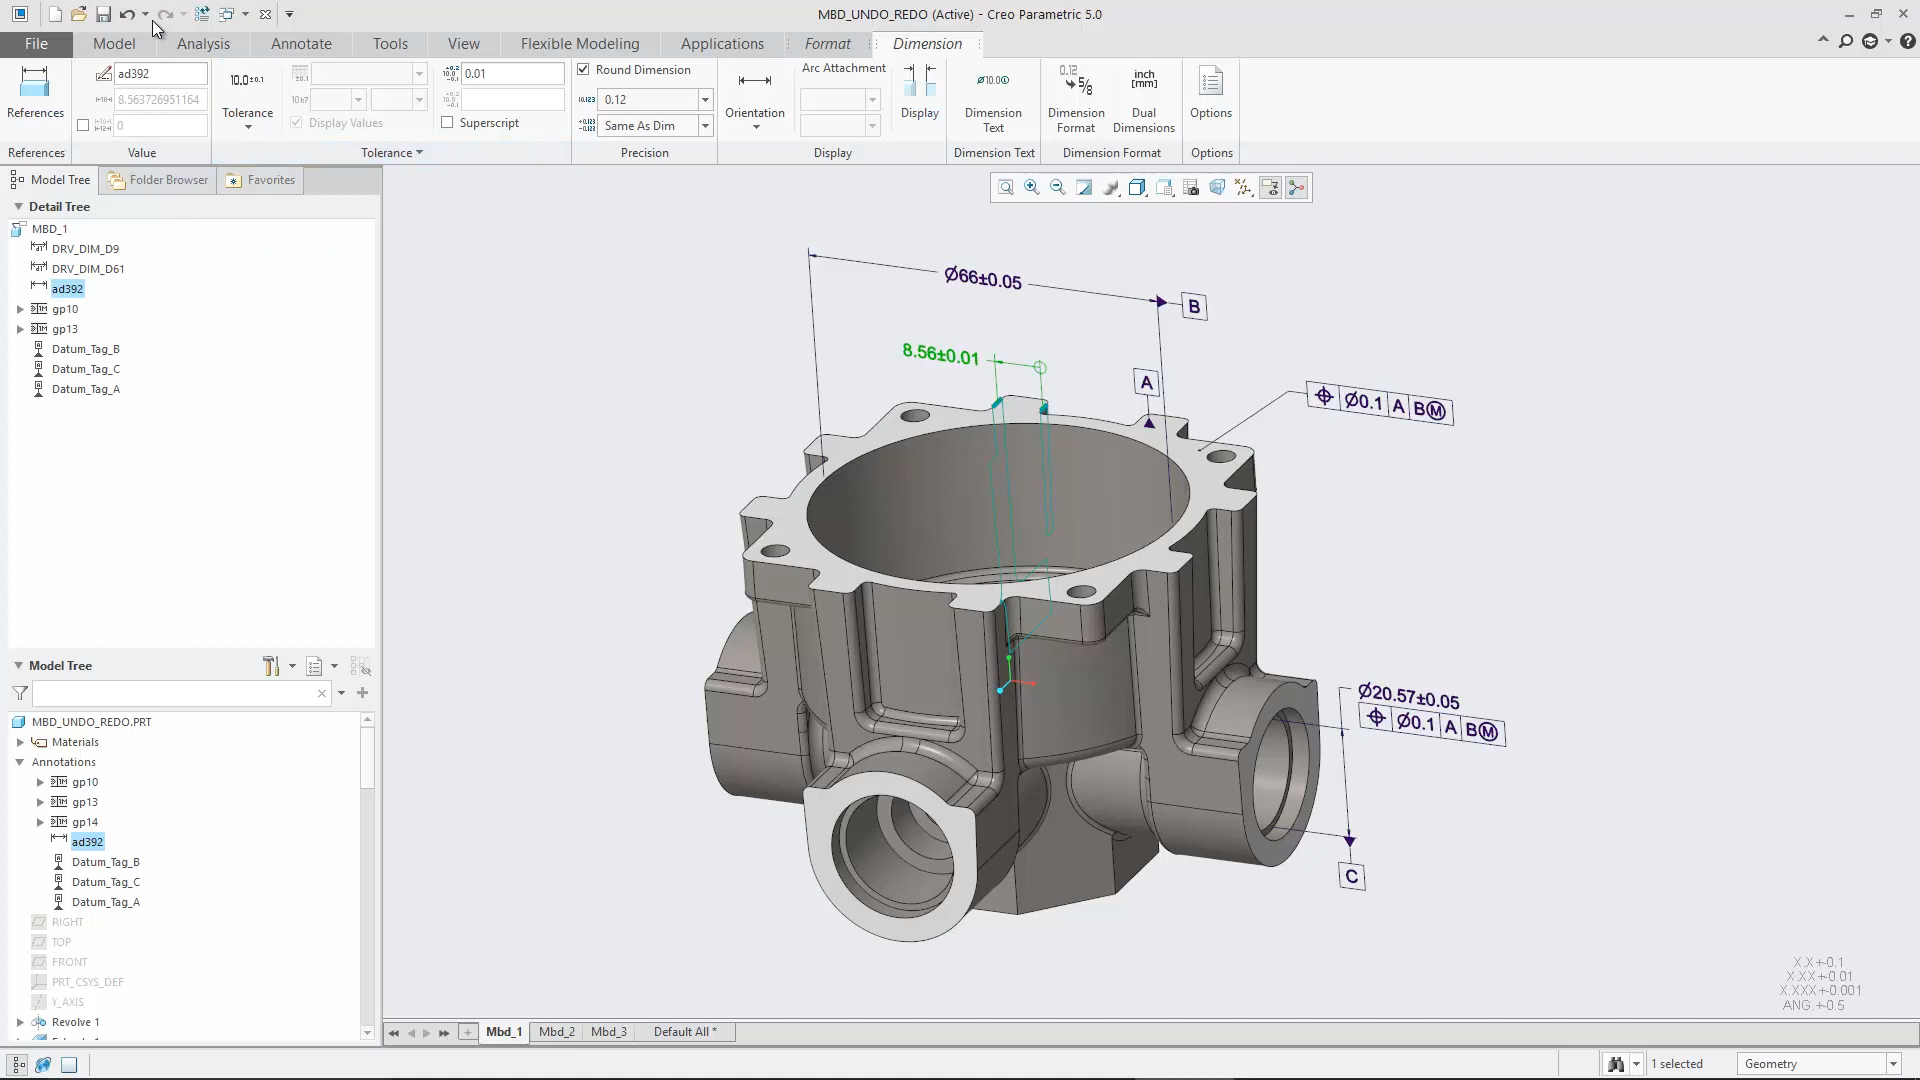 MBD_UNDO_REDO (Active) - Creo Parametric 5.0
File
Model
Analysis
Annotate
Tools
View
Flexible Modeling
Applications
Format
Dimension
References
References
ad392
8.563726951164
0
Value
10.0±0.1
Tolerance
Display Values
0.01
Superscript
Tolerance
Round Dimension
0.12
Same As Dim
Precision
Orientation
Arc Attachment
Display
Display
Dimension
Text
Dimension Text
Dimension
Format
inch
[mm]
Dual
Dimensions
Dimension Format
Options
Options
Model Tree
Folder Browser
Favorites
Detail Tree
MBD_1
DRV_DIM_D9
DRV_DIM_D61
ad392
gp10
gp13
Datum_Tag_B
Datum_Tag_C
Datum_Tag_A
Model Tree
MBD_UNDO_REDO.PRT
Materials
Annotations
gp10
gp13
gp14
ad392
Datum_Tag_B
Datum_Tag_C
Datum_Tag_A
RIGHT
TOP
FRONT
PRT_CSYS_DEF
Y_AXIS
Revolve 1
Ø66±0.05
B
8.56±0.01
A
⌖ Ø0.1 A BⓂ
Ø20.57±0.05
⌖ Ø0.1 A BⓂ
C
X.X+-0.1
X.XX+-0.01
X.XXX+-0.001
ANG.+-0.5
Mbd_1
Mbd_2
Mbd_3
Default All *
1 selected
Geometry